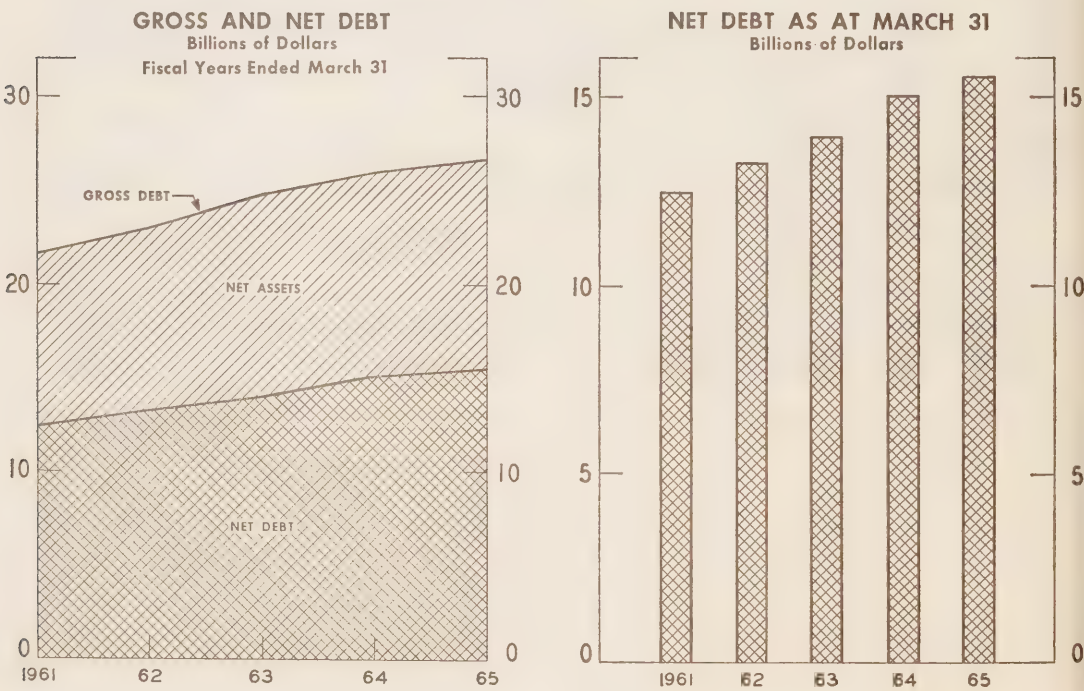 GROSS AND NET DEBT
Billions of Dollars
Fiscal Years Ended March 31
30
30
GROSS DEBT
20
20
NET ASSETS
10
10
NET DEBT
0
0
1961 62 63 64 65
NET DEBT AS AT MARCH 31
Billions of Dollars
15
15
10
10
5
5
0
0
1961 62 63 64 65